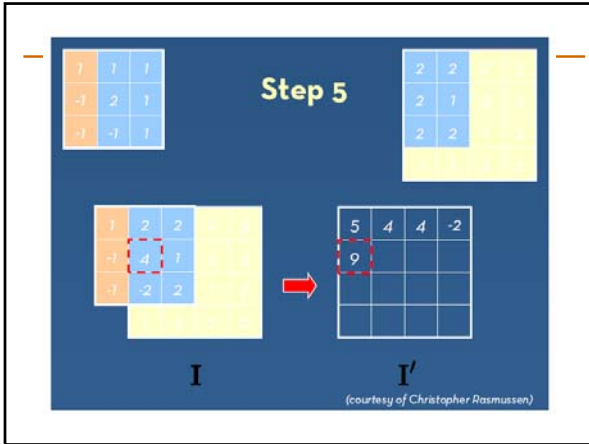 Step 5
1 1 1
-1 2 1
-1 -1 1
2 2
2 1
2 2
1 2 2
-1 4 1
-1 -2 2
5 4 4 -2
9
I
I′
(courtesy of Christopher Rasmussen)